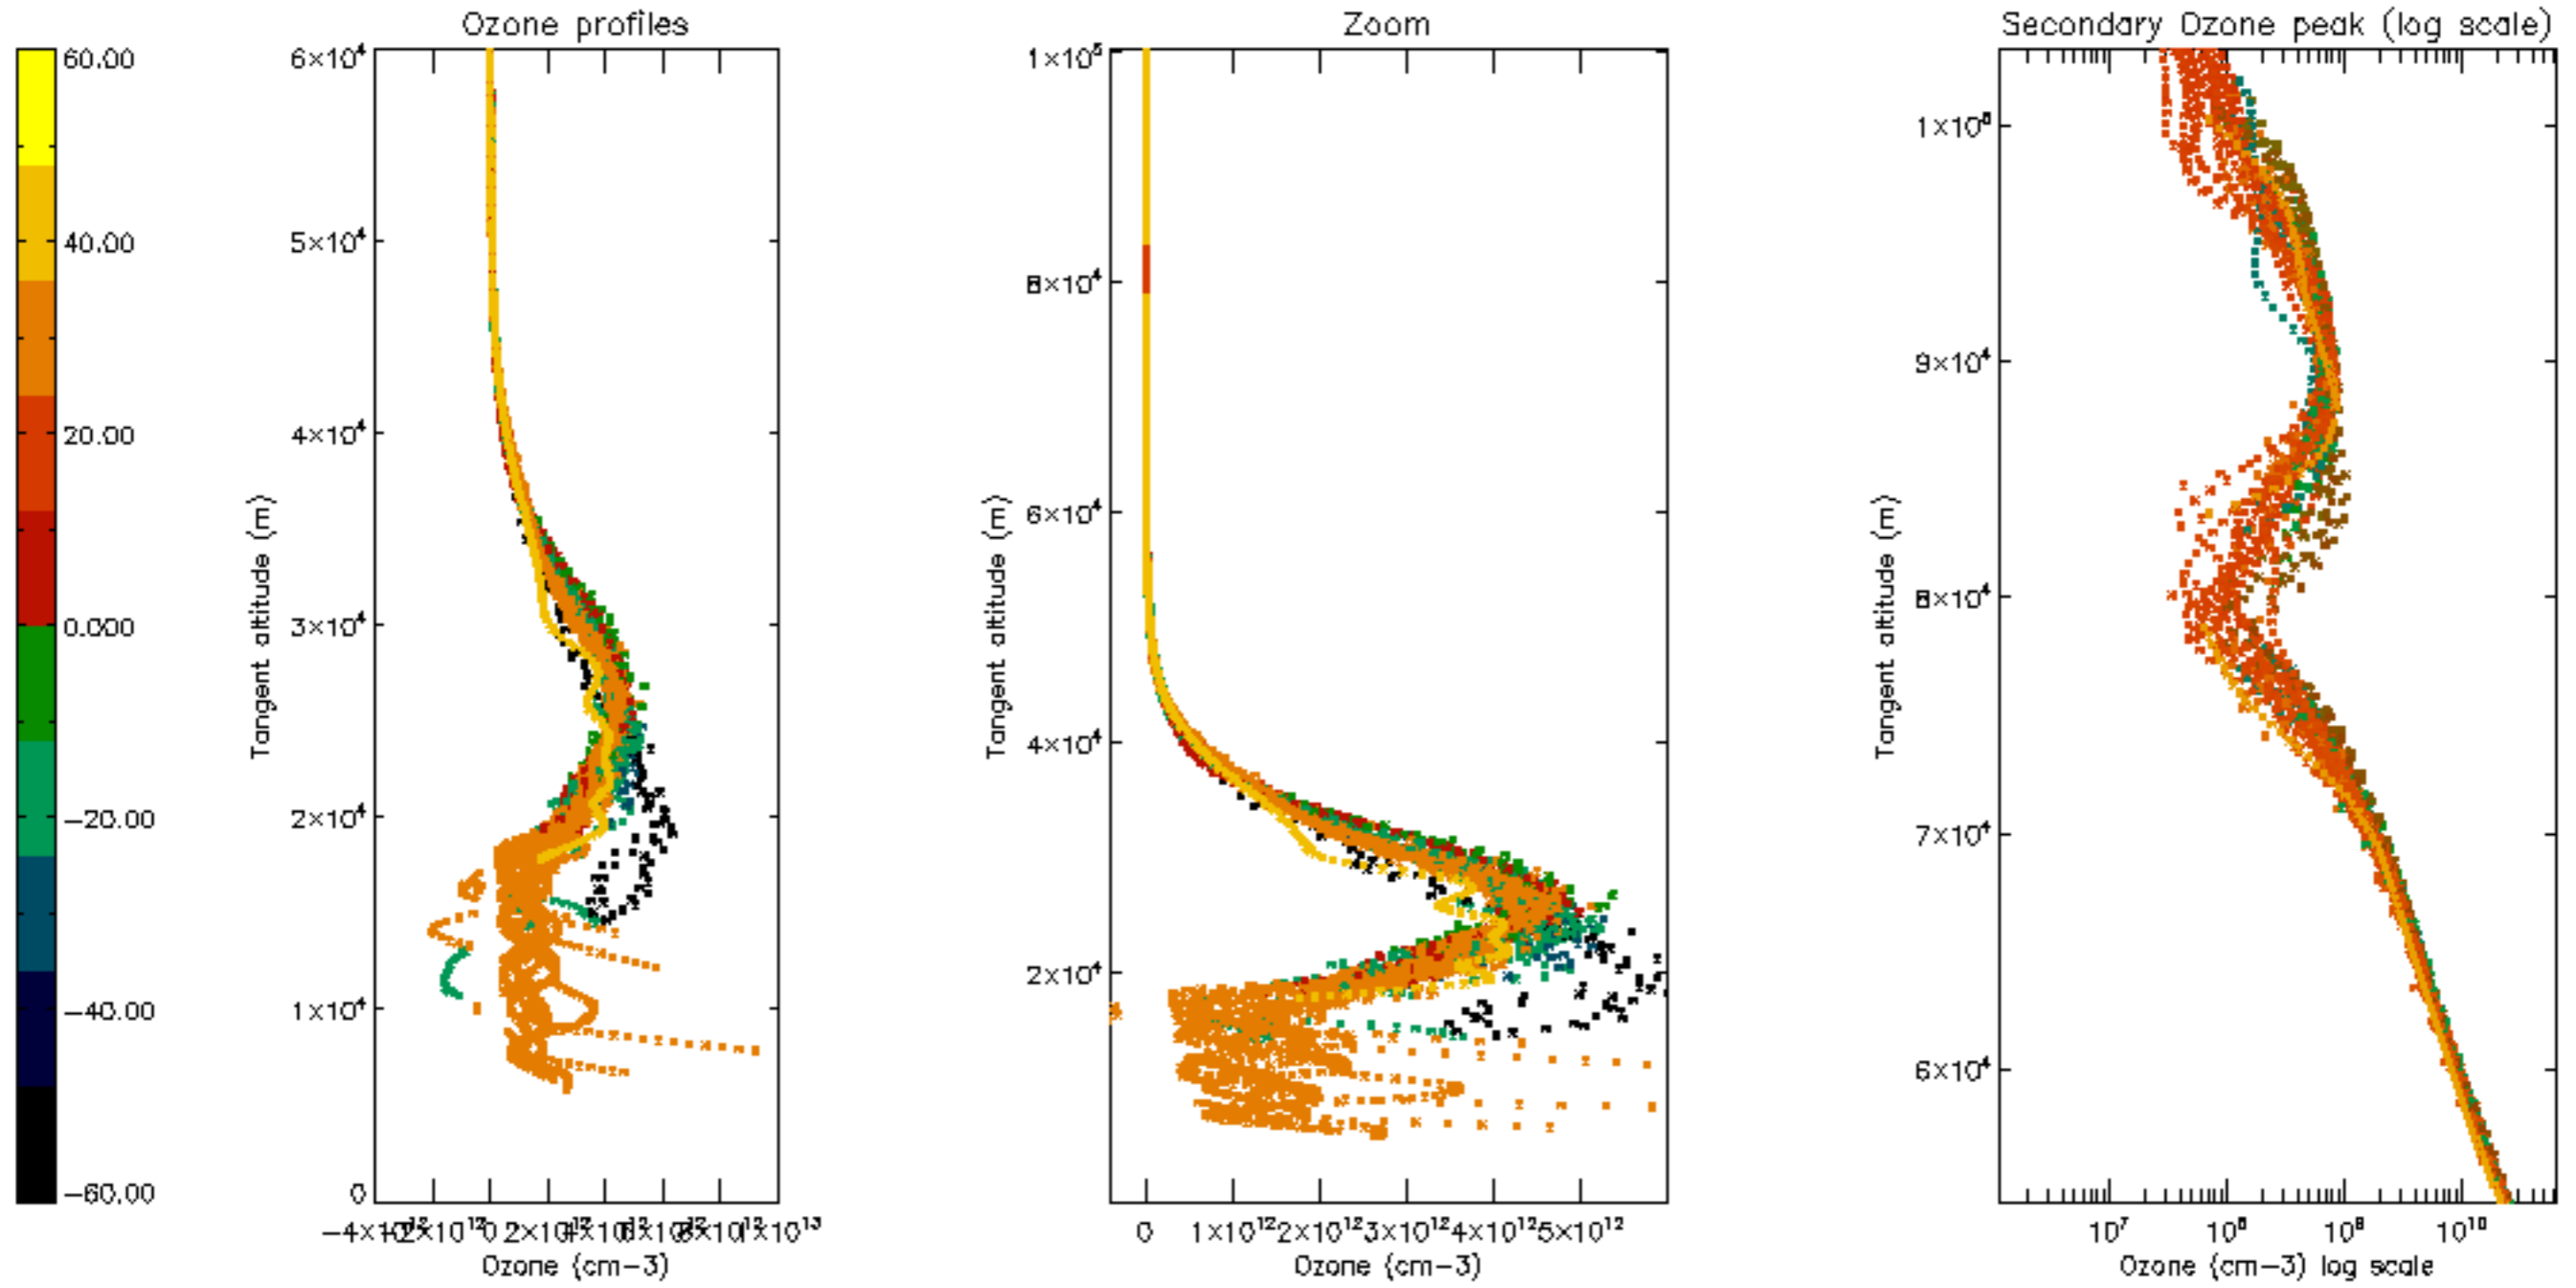 Ozone profiles
Zoom
Secondary Ozone peak (log scale)
60.00
40.00
20.00
0.000
−20.00
−40.00
−60.00
6×10⁴
5×10⁴
4×10⁴
3×10⁴
2×10⁴
1×10⁴
0
Tangent altitude (m)
0
1×10¹³
Ozone (cm−3)
1×10⁵
8×10⁴
6×10⁴
4×10⁴
2×10⁴
Tangent altitude (m)
0 1×10¹² 2×10¹² 3×10¹² 4×10¹² 5×10¹²
Ozone (cm−3)
9×10⁴
8×10⁴
7×10⁴
6×10⁴
Tangent altitude (m)
10⁷ 10⁸ 10⁹ 10¹⁰
Ozone (cm−3) log scale